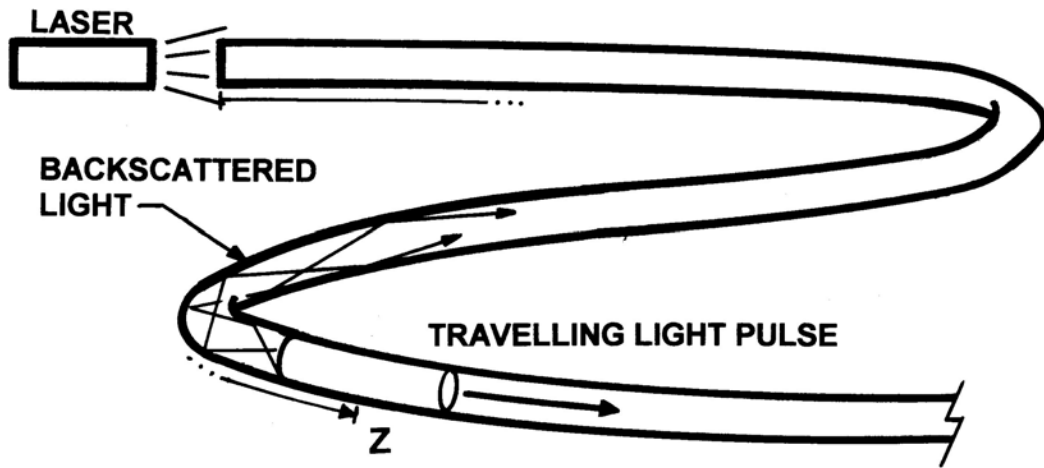 LASER
...
BACKSCATTERED
LIGHT
TRAVELLING LIGHT PULSE
Z